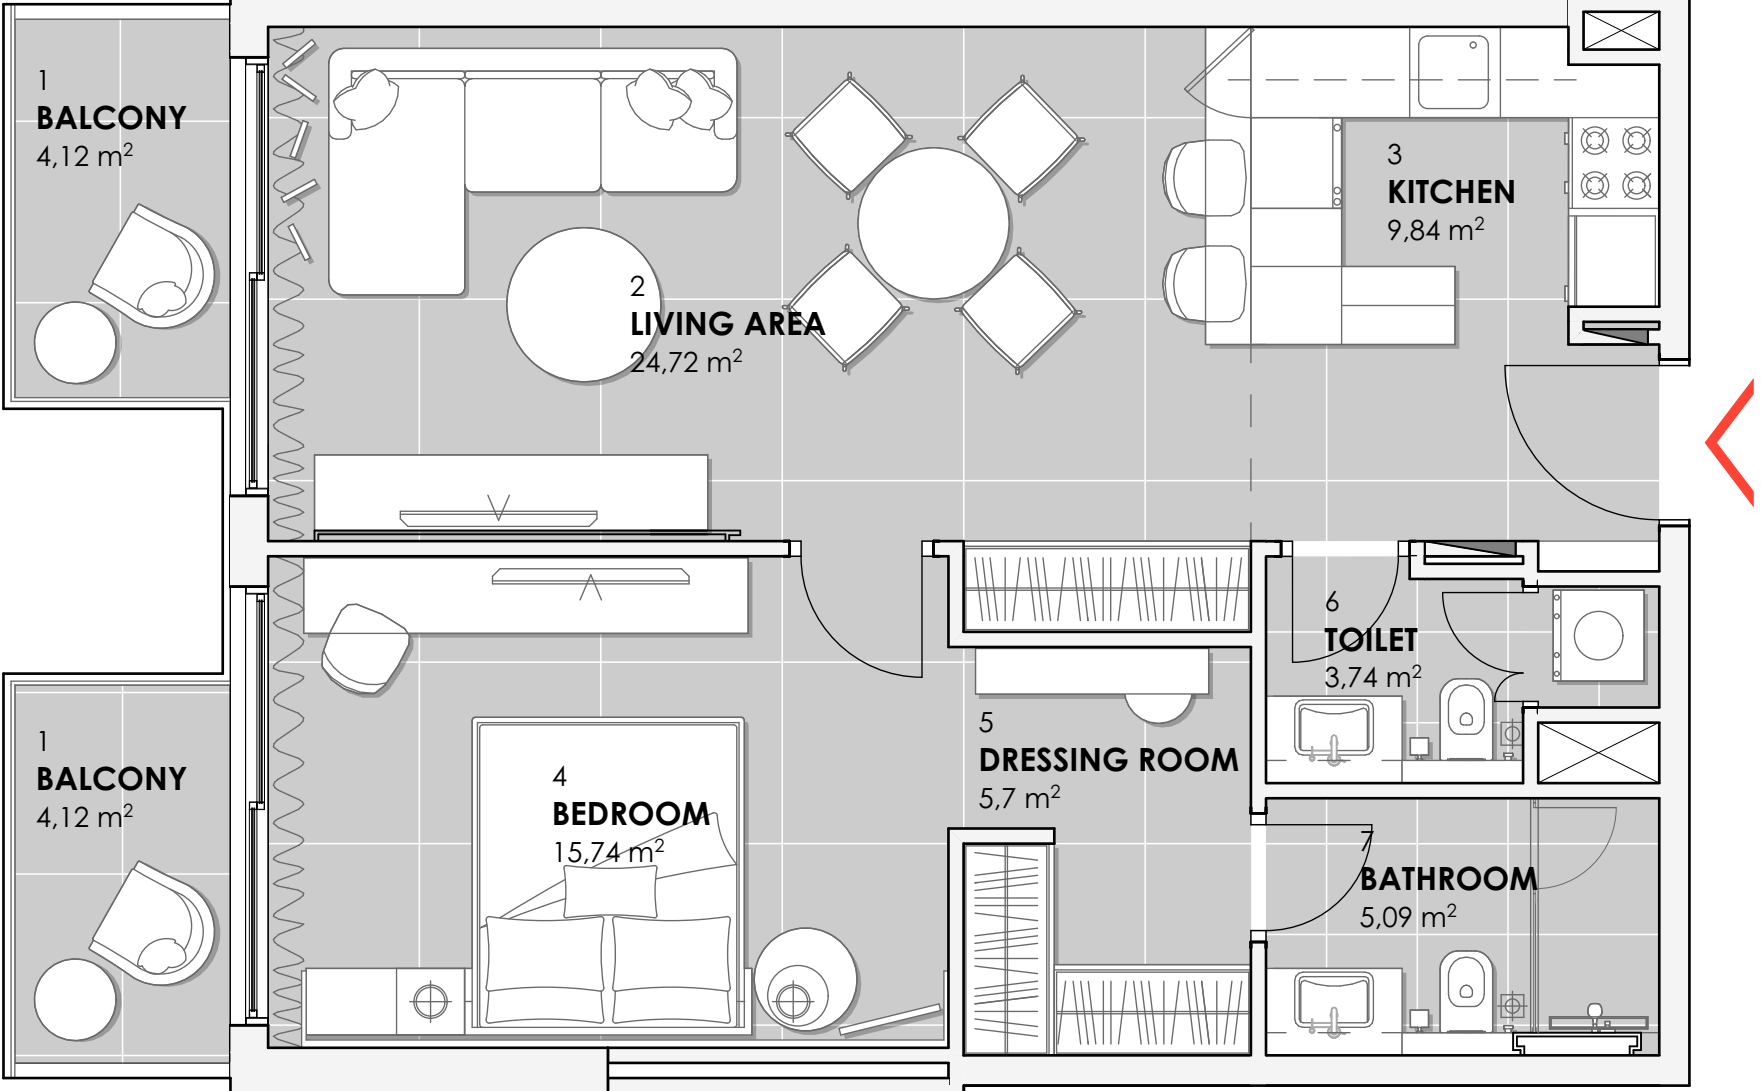 1
BALCONY
4,12 m²
2
LIVING AREA
24,72 m²
3
KITCHEN
9,84 m²
1
BALCONY
4,12 m²
4
BEDROOM
15,74 m²
5
DRESSING ROOM
5,7 m²
6
TOILET
3,74 m²
7
BATHROOM
5,09 m²